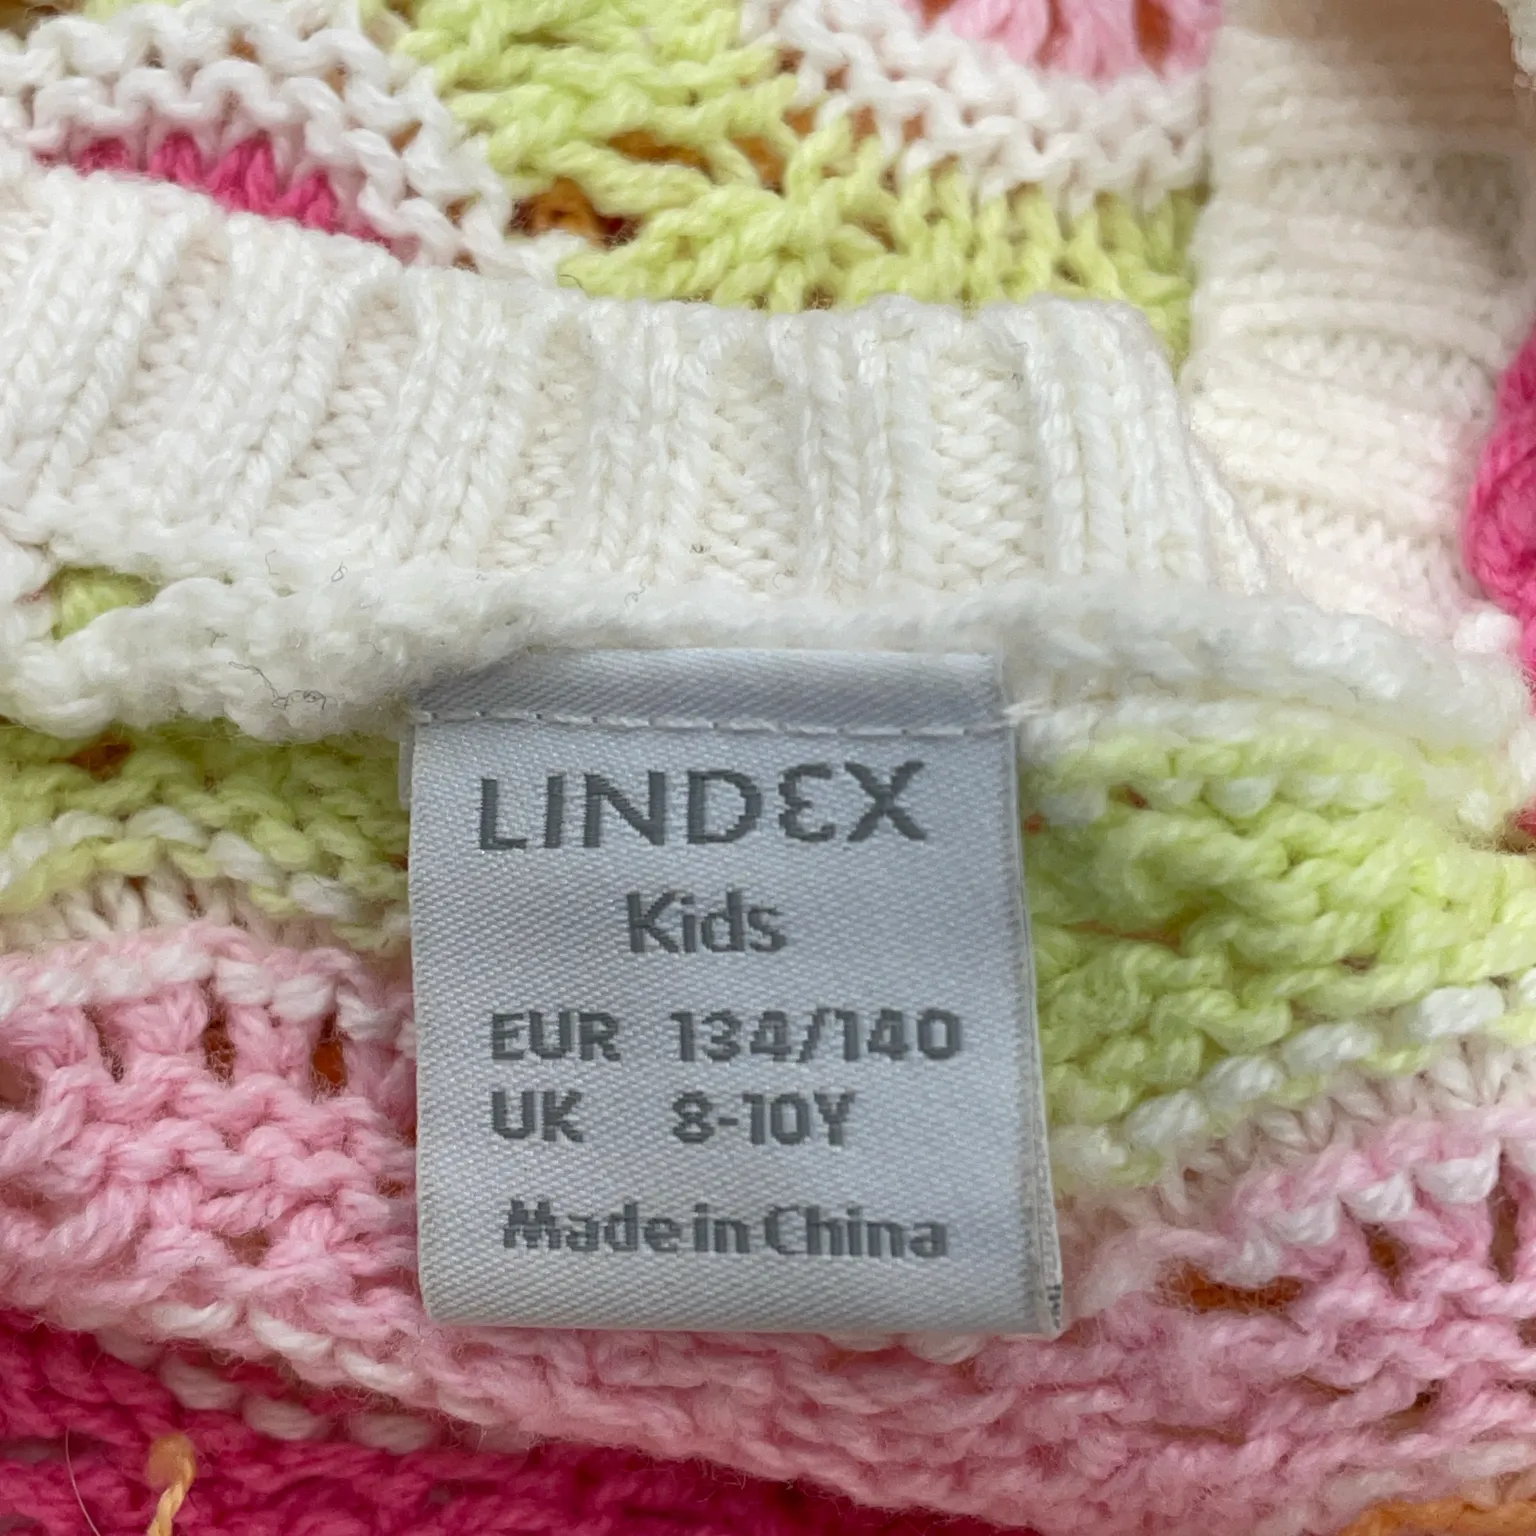 LINDEX
Kids
EUR 134/140
UK 8-10Y
Made in China